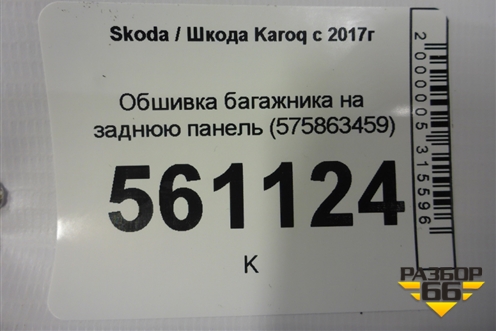 Skoda / Шкода Karoq с 2017г
Обшивка багажника на
заднюю панель (575863459)
561124
K
2000005315596
РАЗБОР
66